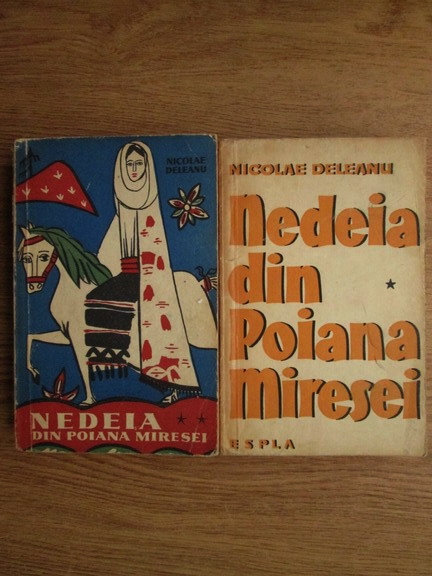 NICOLAE
DELEANU
NEDEIA
DIN POIANA MIRESEI
NICOLAE DELEANU
Nedeia
din
Poiana
Miresei
ESPLA